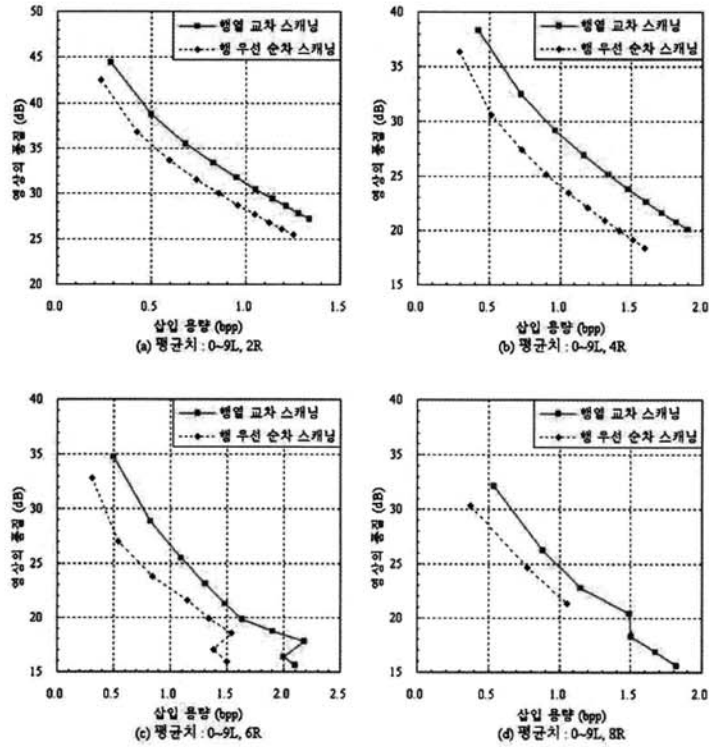 행열 교차 스캐닝
행 우선 순차 스캐닝
영상의 품질 (dB)
50
45
40
35
30
25
20
0.0 0.5 1.0 1.5
삽입 용량 (bpp)
(a) 평균치 : 0~9L, 2R
행열 교차 스캐닝
행 우선 순차 스캐닝
영상의 품질 (dB)
40
35
30
25
20
15
0.0 0.5 1.0 1.5 2.0
삽입 용량 (bpp)
(b) 평균치 : 0~9L, 4R
행열 교차 스캐닝
행 우선 순차 스캐닝
영상의 품질 (dB)
40
35
30
25
20
15
0.0 0.5 1.0 1.5 2.0 2.5
삽입 용량 (bpp)
(c) 평균치 : 0~9L, 6R
행열 교차 스캐닝
행 우선 순차 스캐닝
영상의 품질 (dB)
40
35
30
25
20
15
0.0 0.5 1.0 1.5 2.0
삽입 용량 (bpp)
(d) 평균치 : 0~9L, 8R